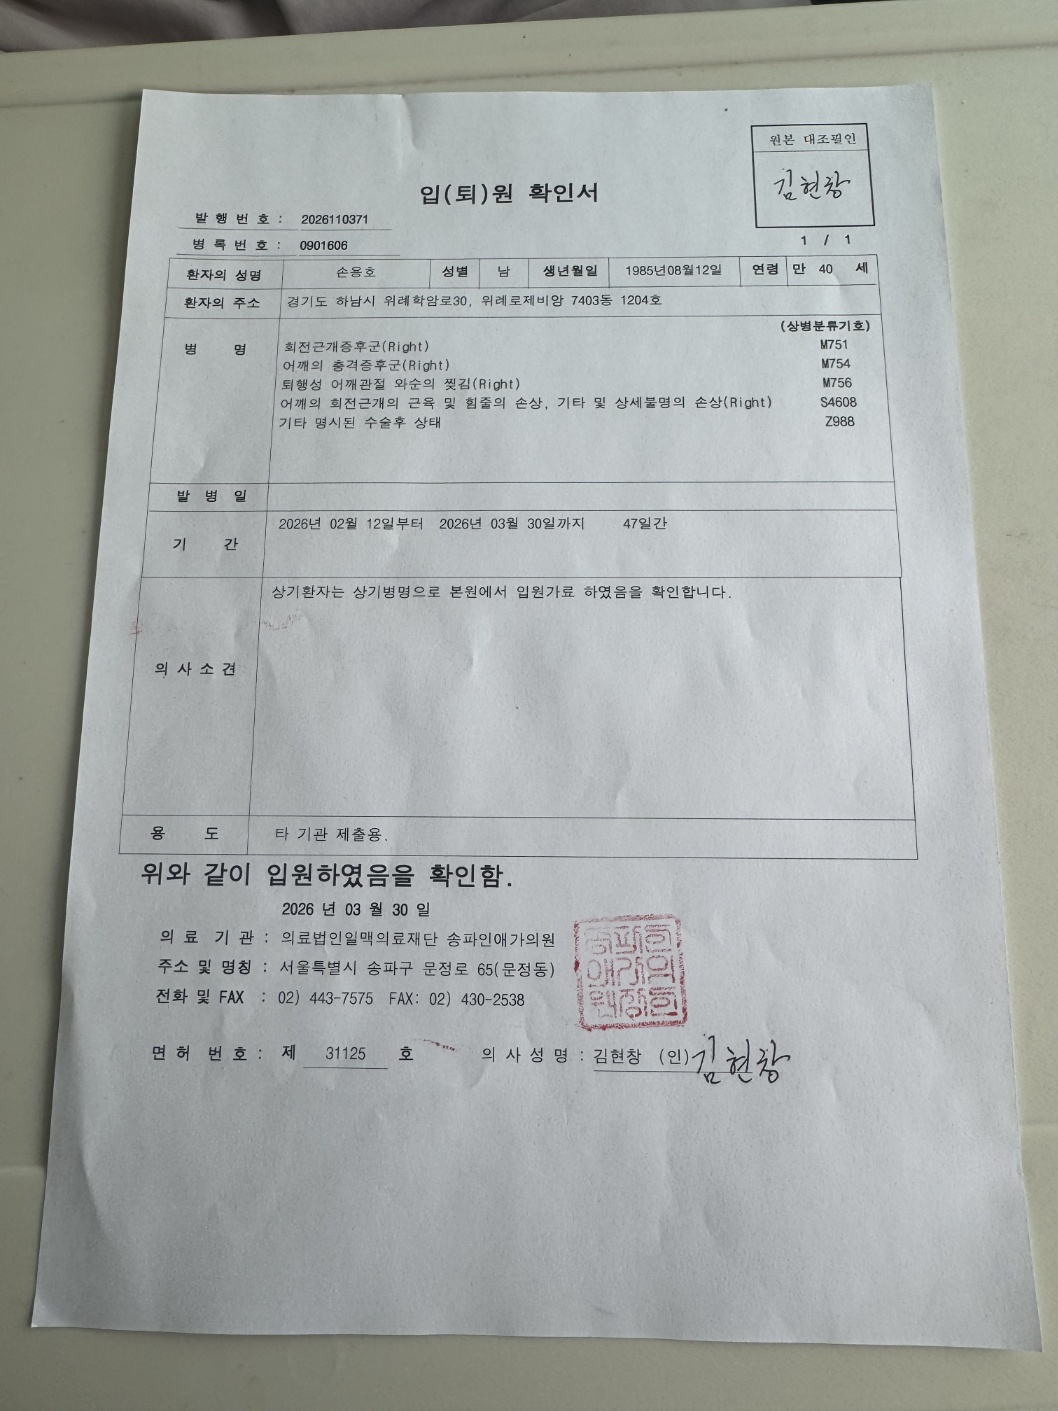 원본 대조필인
김현창
입(퇴)원 확인서
발 행 번 호 : 2026110371
병 록 번 호 : 0901606
1 / 1
환자의 성명 손용호 성별 남 생년월일 1985년08월12일 연령 만 40 세
환자의 주소 경기도 하남시 위례학암로30, 위례로제비앙 7403동 1204호
(상병분류기호)
병 명 회전근개증후군(Right) M751
어깨의 충격증후군(Right) M754
퇴행성 어깨관절 와순의 찢김(Right) M756
어깨의 회전근개의 근육 및 힘줄의 손상, 기타 및 상세불명의 손상(Right) S4608
기타 명시된 수술후 상태 Z988
발 병 일
기 간 2026년 02월 12일부터 2026년 03월 30일까지 47일간
상기환자는 상기병명으로 본원에서 입원가료 하였음을 확인합니다.
의 사 소 견
용 도 타 기관 제출용.
위와 같이 입원하였음을 확인함.
2026 년 03 월 30 일
의 료 기 관 : 의료법인일맥의료재단 송파인애가의원
주소 및 명칭 : 서울특별시 송파구 문정로 65(문정동)
전화 및 FAX : 02) 443-7575 FAX: 02) 430-2538
면 허 번 호 : 제 31125 호 의 사 성 명 : 김현창 (인) 김현창